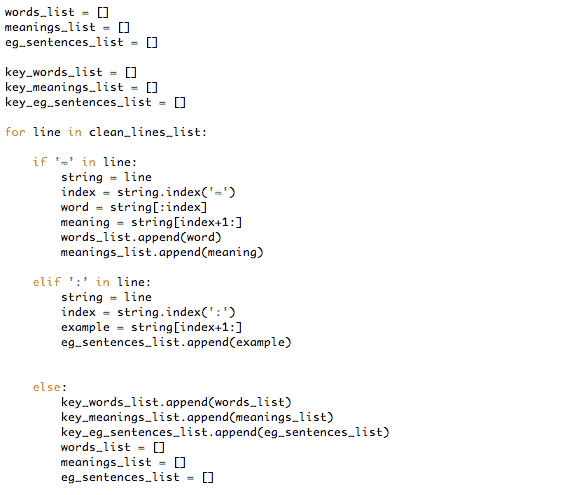 words_list = []
meanings_list = []
eg_sentences_list = []

key_words_list = []
key_meanings_list = []
key_eg_sentences_list = []

for line in clean_lines_list:

    if '=' in line:
        string = line
        index = string.index('=')
        word = string[:index]
        meaning = string[index+1:]
        words_list.append(word)
        meanings_list.append(meaning)

    elif ':' in line:
        string = line
        index = string.index(':')
        example = string[index+1:]
        eg_sentences_list.append(example)


    else:
        key_words_list.append(words_list)
        key_meanings_list.append(meanings_list)
        key_eg_sentences_list.append(eg_sentences_list)
        words_list = []
        meanings_list = []
        eg_sentences_list = []